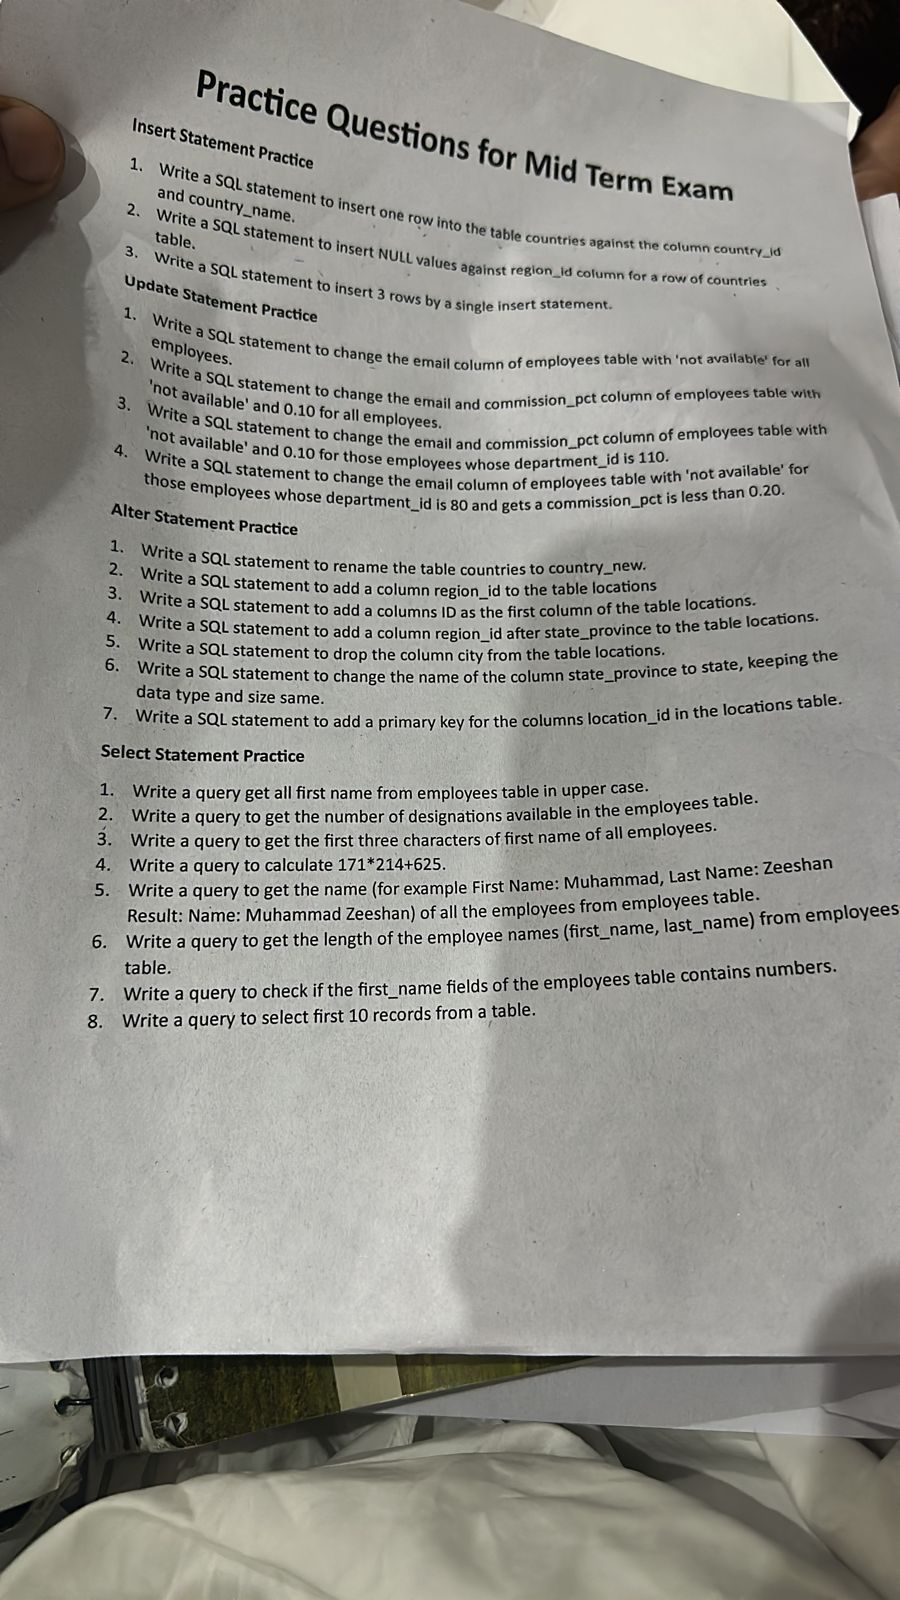 Practice Questions for Mid Term Exam
Insert Statement Practice
1. Write a SQL statement to insert one row into the table countries against the column country_id
and country_name.
2. Write a SQL statement to insert NULL values against region_id column for a row of countries
table.
3. Write a SQL statement to insert 3 rows by a single insert statement.
Update Statement Practice
1. Write a SQL statement to change the email column of employees table with 'not available' for all
employees.
2. Write a SQL statement to change the email and commission_pct column of employees table with
'not available' and 0.10 for all employees.
3. Write a SQL statement to change the email and commission_pct column of employees table with
'not available' and 0.10 for those employees whose department_id is 110.
4. Write a SQL statement to change the email column of employees table with 'not available' for
those employees whose department_id is 80 and gets a commission_pct is less than 0.20.
Alter Statement Practice
1. Write a SQL statement to rename the table countries to country_new.
2. Write a SQL statement to add a column region_id to the table locations
3. Write a SQL statement to add a columns ID as the first column of the table locations.
4. Write a SQL statement to add a column region_id after state_province to the table locations.
5. Write a SQL statement to drop the column city from the table locations.
6. Write a SQL statement to change the name of the column state_province to state, keeping the
data type and size same.
7. Write a SQL statement to add a primary key for the columns location_id in the locations table.
Select Statement Practice
1. Write a query get all first name from employees table in upper case.
2. Write a query to get the number of designations available in the employees table.
3. Write a query to get the first three characters of first name of all employees.
4. Write a query to calculate 171*214+625.
5. Write a query to get the name (for example First Name: Muhammad, Last Name: Zeeshan
Result: Name: Muhammad Zeeshan) of all the employees from employees table.
6. Write a query to get the length of the employee names (first_name, last_name) from employees
table.
7. Write a query to check if the first_name fields of the employees table contains numbers.
8. Write a query to select first 10 records from a table.